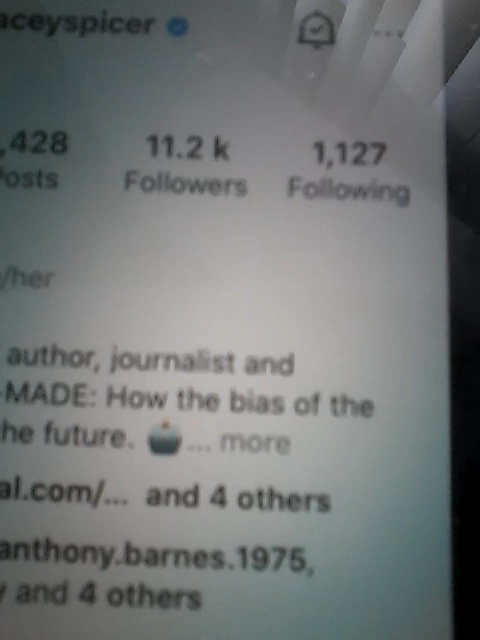 aceyspicer
,428 11.2 k 1,127
Posts Followers Following
/her
author, journalist and
-MADE: How the bias of the
he future. ... more
al.com/... and 4 others
anthony.barnes.1975,
y and 4 others